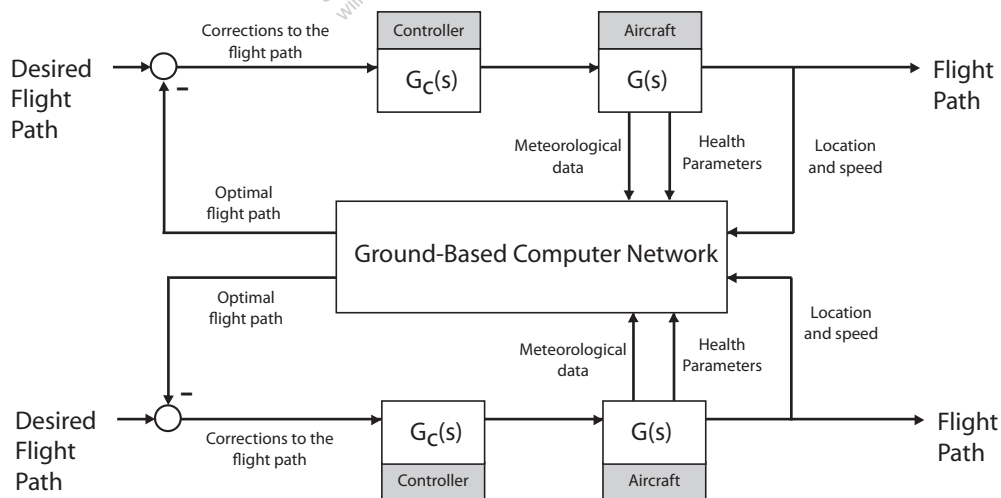 Corrections to the
flight path
Controller
Aircraft
Desired
Flight
Path
G_C(s)
G(s)
Flight
Path
Meteorological
data
Health
Parameters
Location
and speed
Optimal
flight path
Ground-Based Computer Network
Optimal
flight path
Meteorological
data
Health
Parameters
Location
and speed
Desired
Flight
Path
Corrections to the
flight path
G_C(s)
Controller
G(s)
Aircraft
Flight
Path